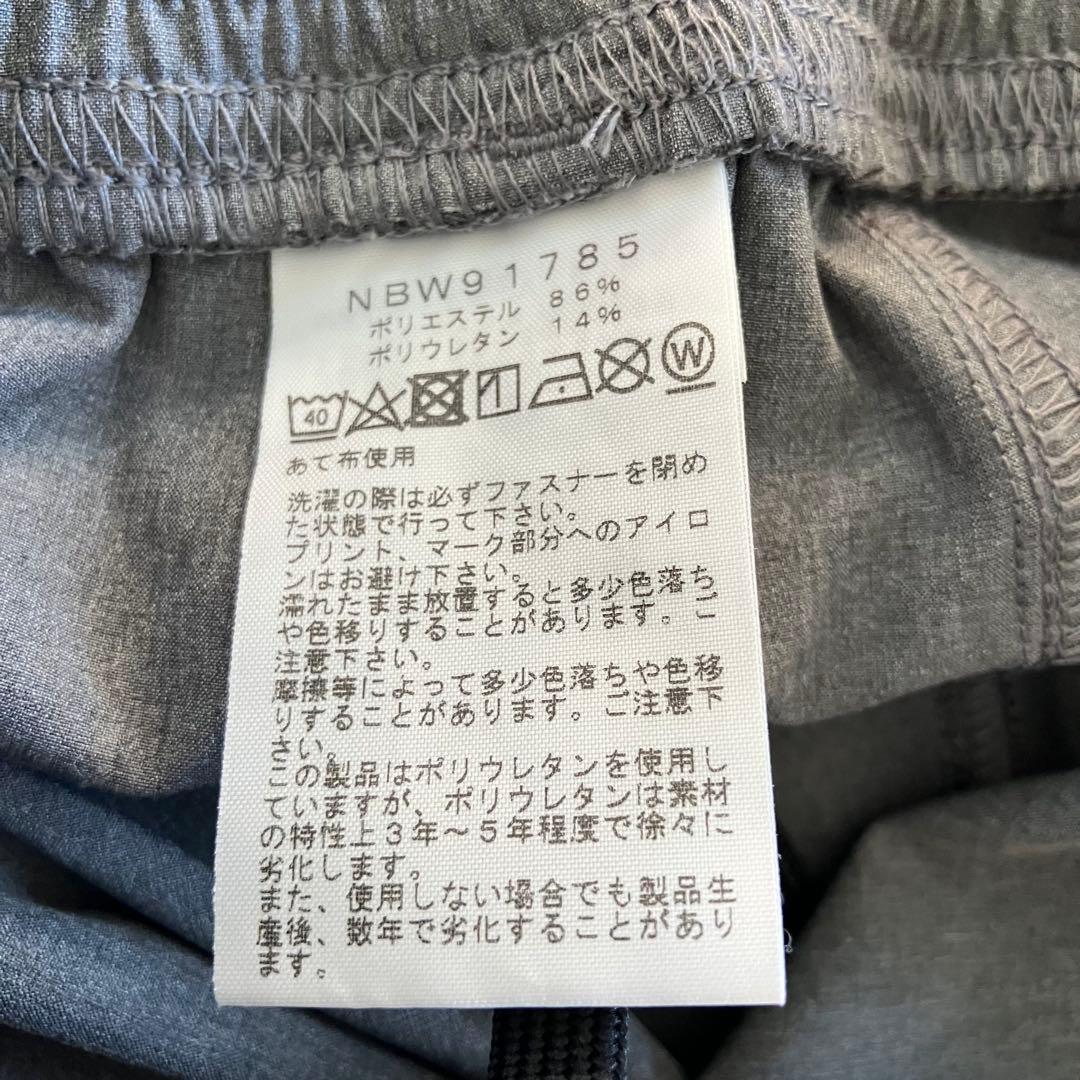 NBW91785
ポリエステル 86%
ポリウレタン 14%
40 W
あて布使用
洗濯の際は必ずファスナーを閉め
た状態で行って下さい。
プリント、マーク部分へのアイロ
ンはお避け下さい。
濡れたまま放置すると多少色落ち
や色移りすることがあります。ご
注意下さい。
摩擦等によって多少色落ちや色移
りすることがあります。ご注意下
さい。
この製品はポリウレタンを使用し
ていますが、ポリウレタンは素材
の特性上3年～5年程度で徐々に
劣化します。
また、使用しない場合でも製品生
産後、数年で劣化することがあり
ます。